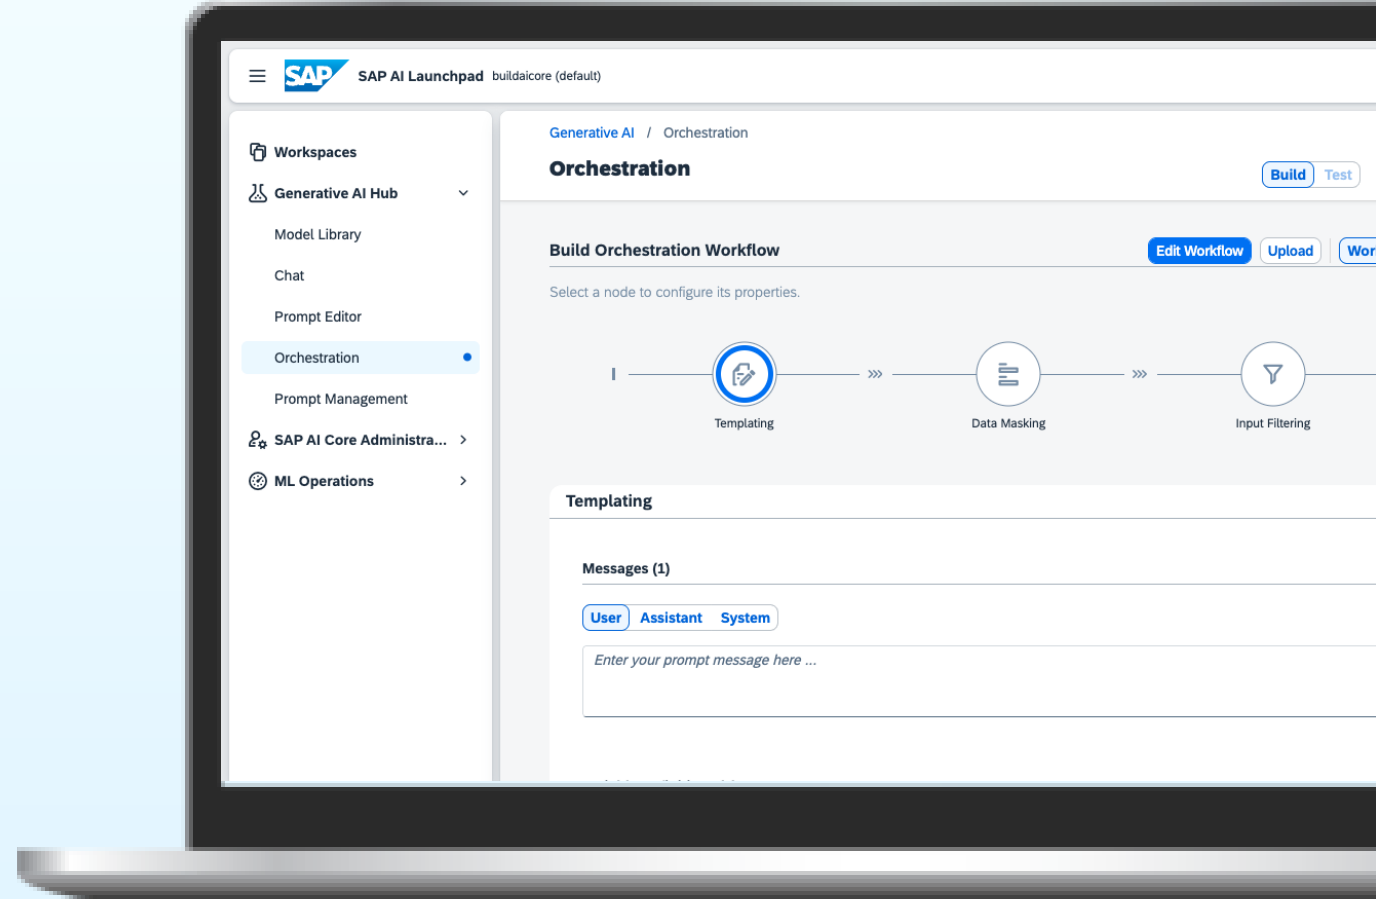 SAP SAP AI Launchpad buildaicore (default)
Workspaces
Generative AI Hub
Model Library
Chat
Prompt Editor
Orchestration
Prompt Management
SAP AI Core Administra...
ML Operations
Generative AI / Orchestration
Orchestration
Build Test
Build Orchestration Workflow
Edit Workflow Upload
Select a node to configure its properties.
Templating Data Masking Input Filtering
Templating
Messages (1)
User Assistant System
Enter your prompt message here ...